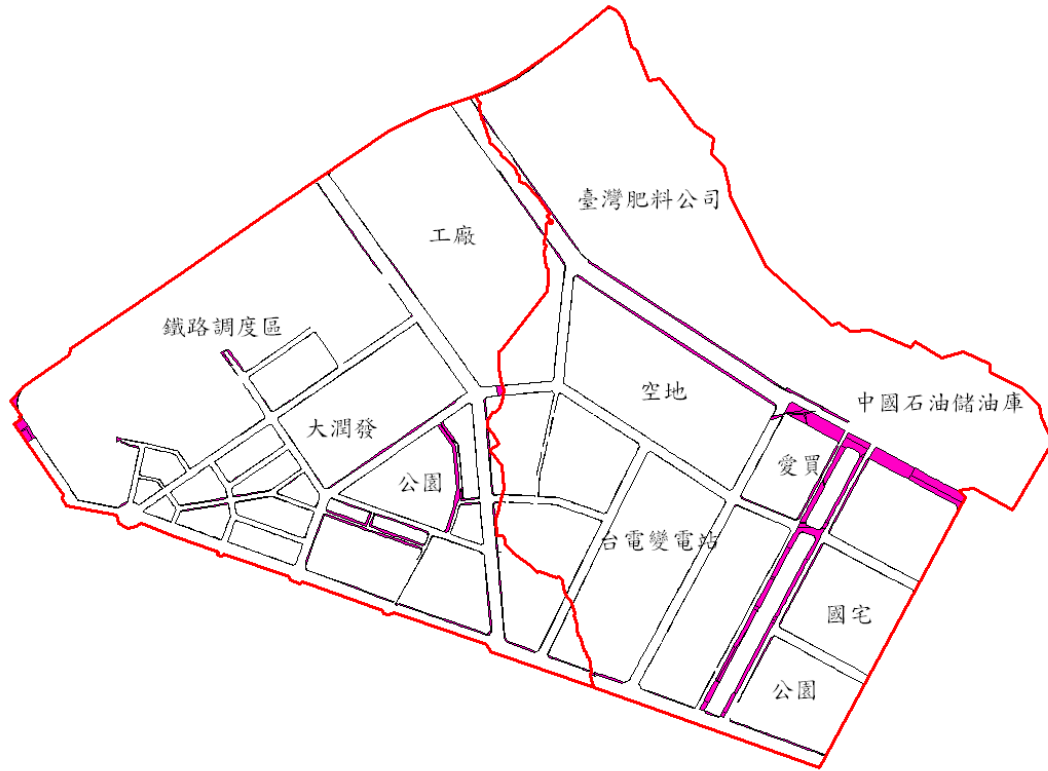 臺灣肥料公司
工廠
鐵路調度區
空地
中國石油儲油庫
大潤發
愛買
公園
台電變電站
國宅
公園